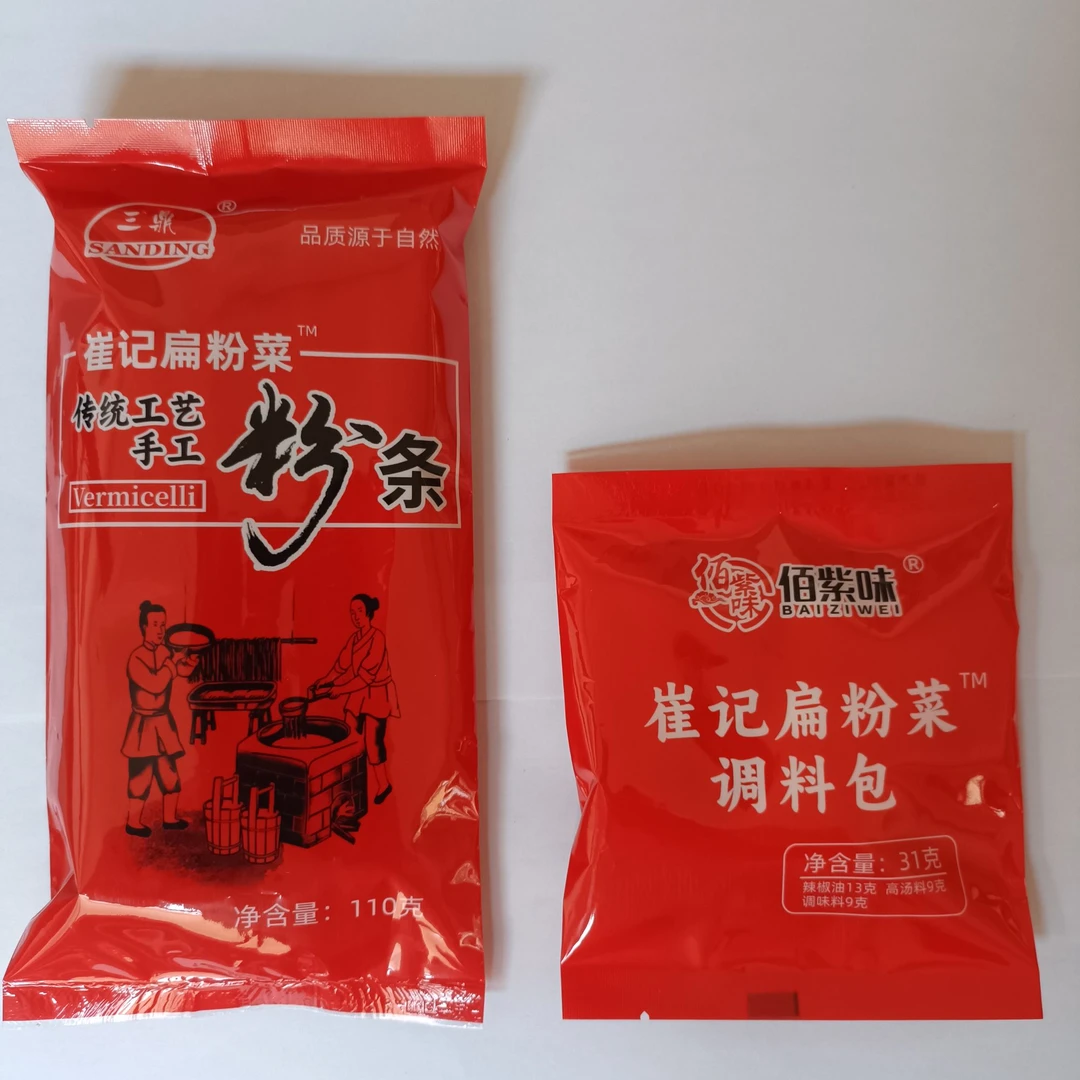 三鼎®
SANDING
品质源于自然
崔记扁粉菜™
传统工艺
手工
粉条
Vermicelli
净含量：110克
佰紫味
佰紫味®
BAIZIWEI
崔记扁粉菜™
调料包
净含量：31克
辣椒油13克 高汤料9克
调味料9克